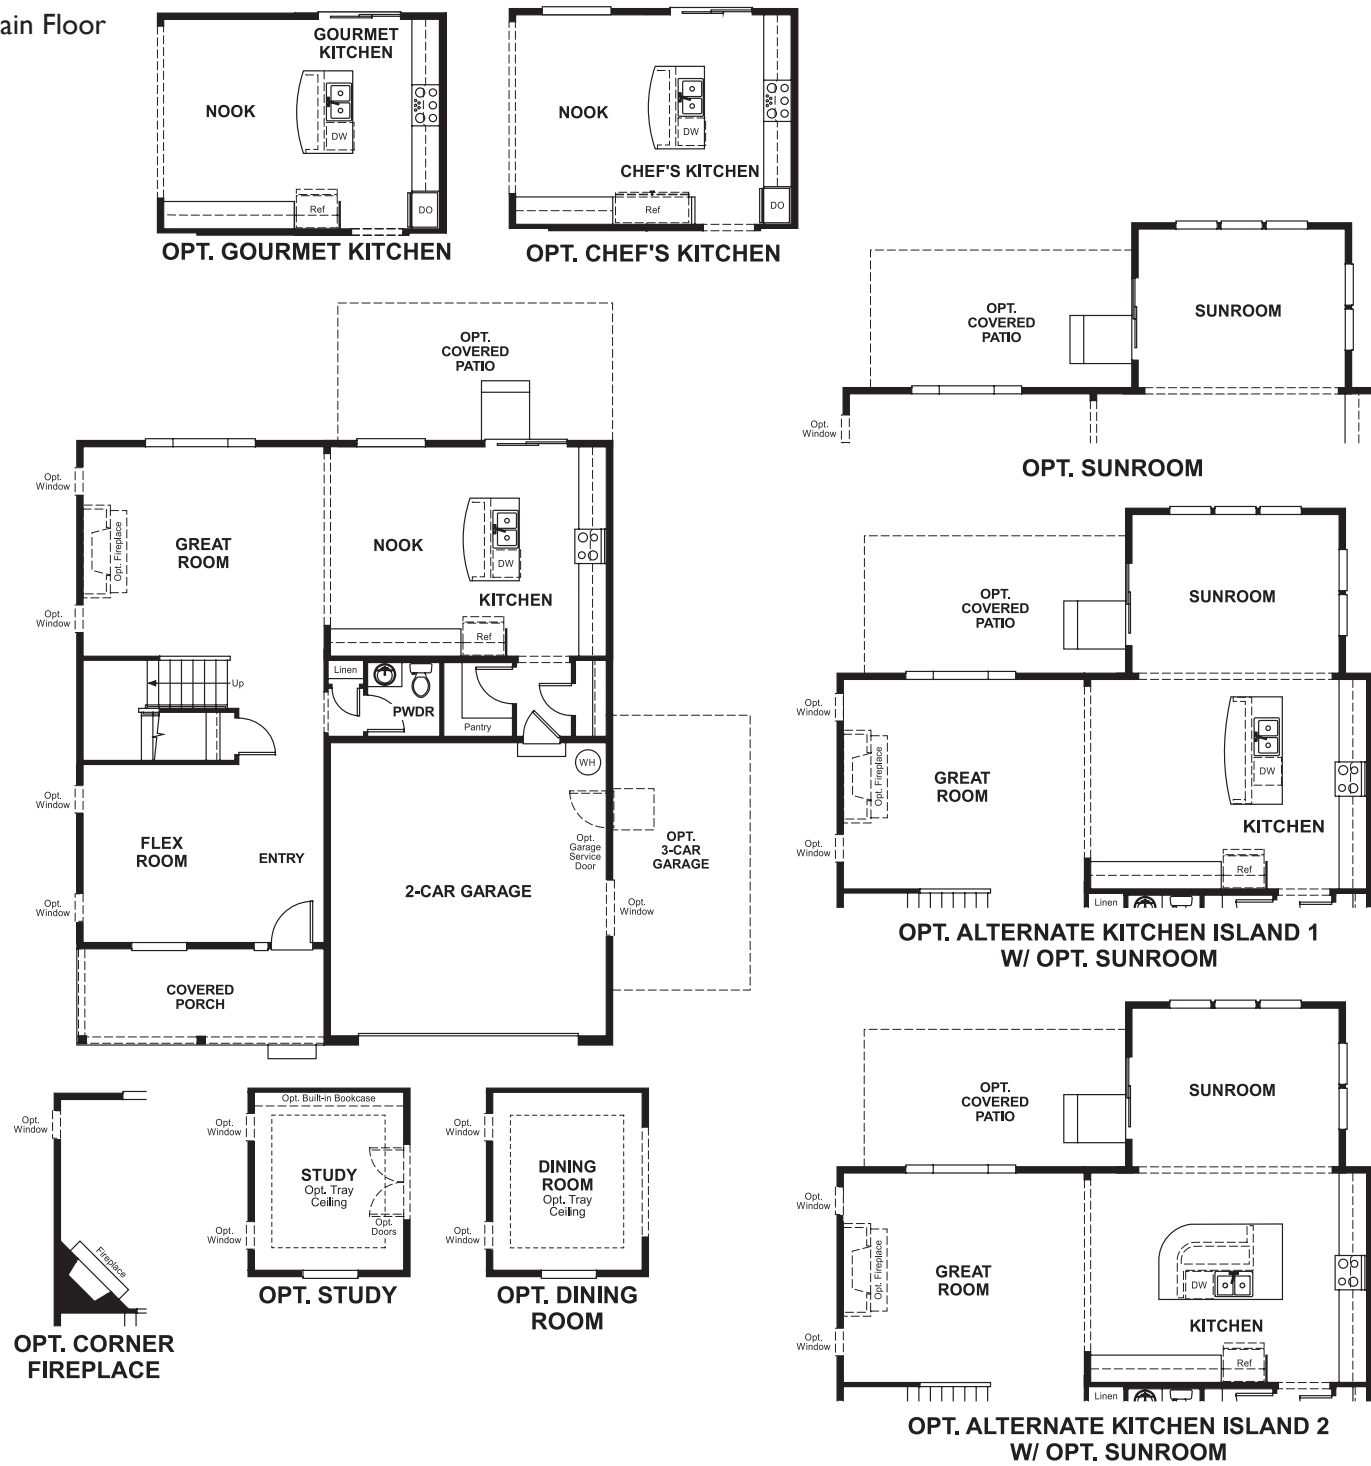 ain Floor
GOURMET
KITCHEN
NOOK
DW
Ref
DO
OPT. GOURMET KITCHEN
NOOK
DW
CHEF'S KITCHEN
Ref
DO
OPT. CHEF'S KITCHEN
OPT.
COVERED
PATIO
SUNROOM
Opt.
Window
OPT. SUNROOM
OPT.
COVERED
PATIO
Opt.
Window
Opt. Fireplace
GREAT
ROOM
NOOK
DW
KITCHEN
Opt.
Window
Ref
Linen
Up
PWDR
Pantry
WH
Opt.
Window
FLEX
ROOM
ENTRY
Opt.
Garage
Service
Door
OPT.
3-CAR
GARAGE
2-CAR GARAGE
Opt.
Window
Opt.
Window
COVERED
PORCH
OPT.
COVERED
PATIO
SUNROOM
Opt.
Window
Opt. Fireplace
GREAT
ROOM
DW
KITCHEN
Opt.
Window
Ref
Linen
OPT. ALTERNATE KITCHEN ISLAND 1
W/ OPT. SUNROOM
Opt.
Window
Fireplace
OPT. CORNER
FIREPLACE
Opt. Built-in Bookcase
Opt.
Window
STUDY
Opt. Tray
Ceiling
Opt.
Doors
Opt.
Window
OPT. STUDY
Opt.
Window
DINING
ROOM
Opt. Tray
Ceiling
Opt.
Window
OPT. DINING
ROOM
OPT.
COVERED
PATIO
SUNROOM
Opt.
Window
Opt. Fireplace
GREAT
ROOM
DW
KITCHEN
Opt.
Window
Ref
Linen
OPT. ALTERNATE KITCHEN ISLAND 2
W/ OPT. SUNROOM